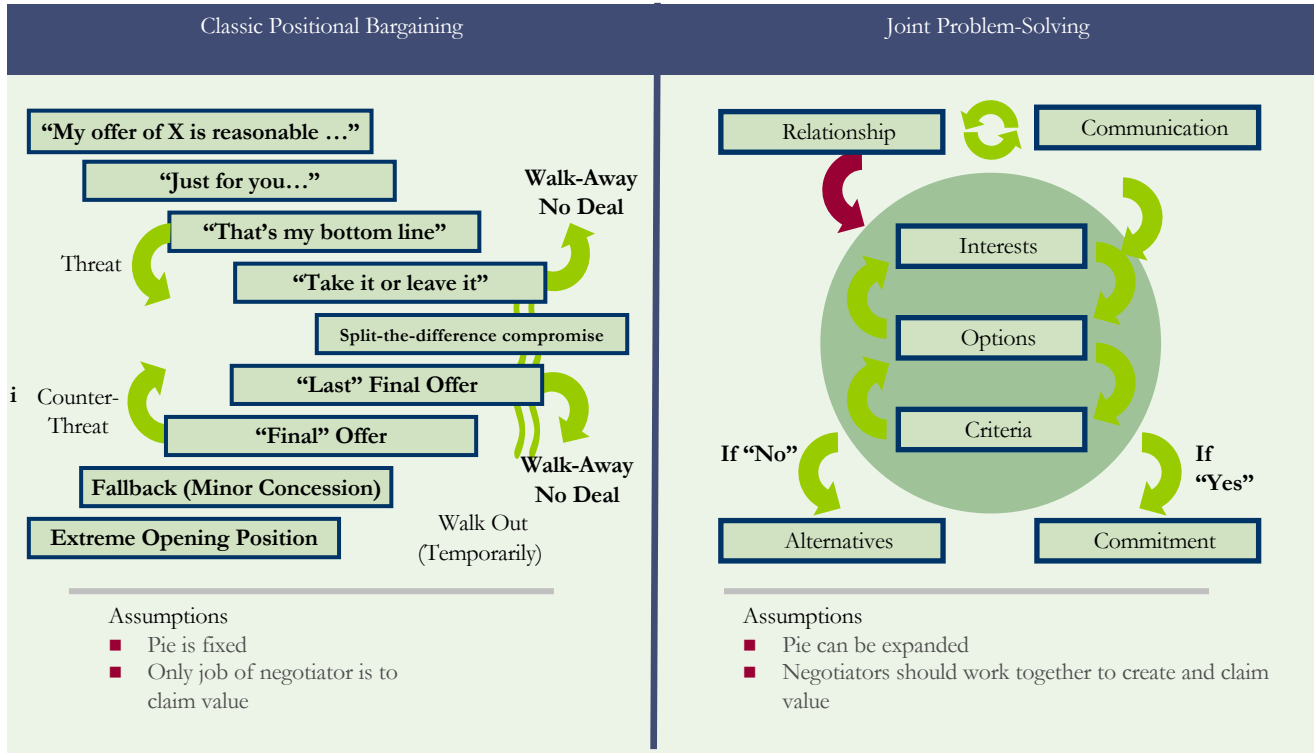 Classic Positional Bargaining
“My offer of X is reasonable …”
“Just for you…”
Walk-Away
No Deal
“That’s my bottom line”
Threat
“Take it or leave it”
Split-the-difference compromise
“Last” Final Offer
i
Counter-
Threat
“Final” Offer
Walk-Away
No Deal
Fallback (Minor Concession)
Walk Out
(Temporarily)
Extreme Opening Position
Assumptions
Pie is fixed
Only job of negotiator is to
claim value
Joint Problem-Solving
Relationship
Communication
Interests
Options
Criteria
If “No”
If
“Yes”
Alternatives
Commitment
Assumptions
Pie can be expanded
Negotiators should work together to create and claim
value